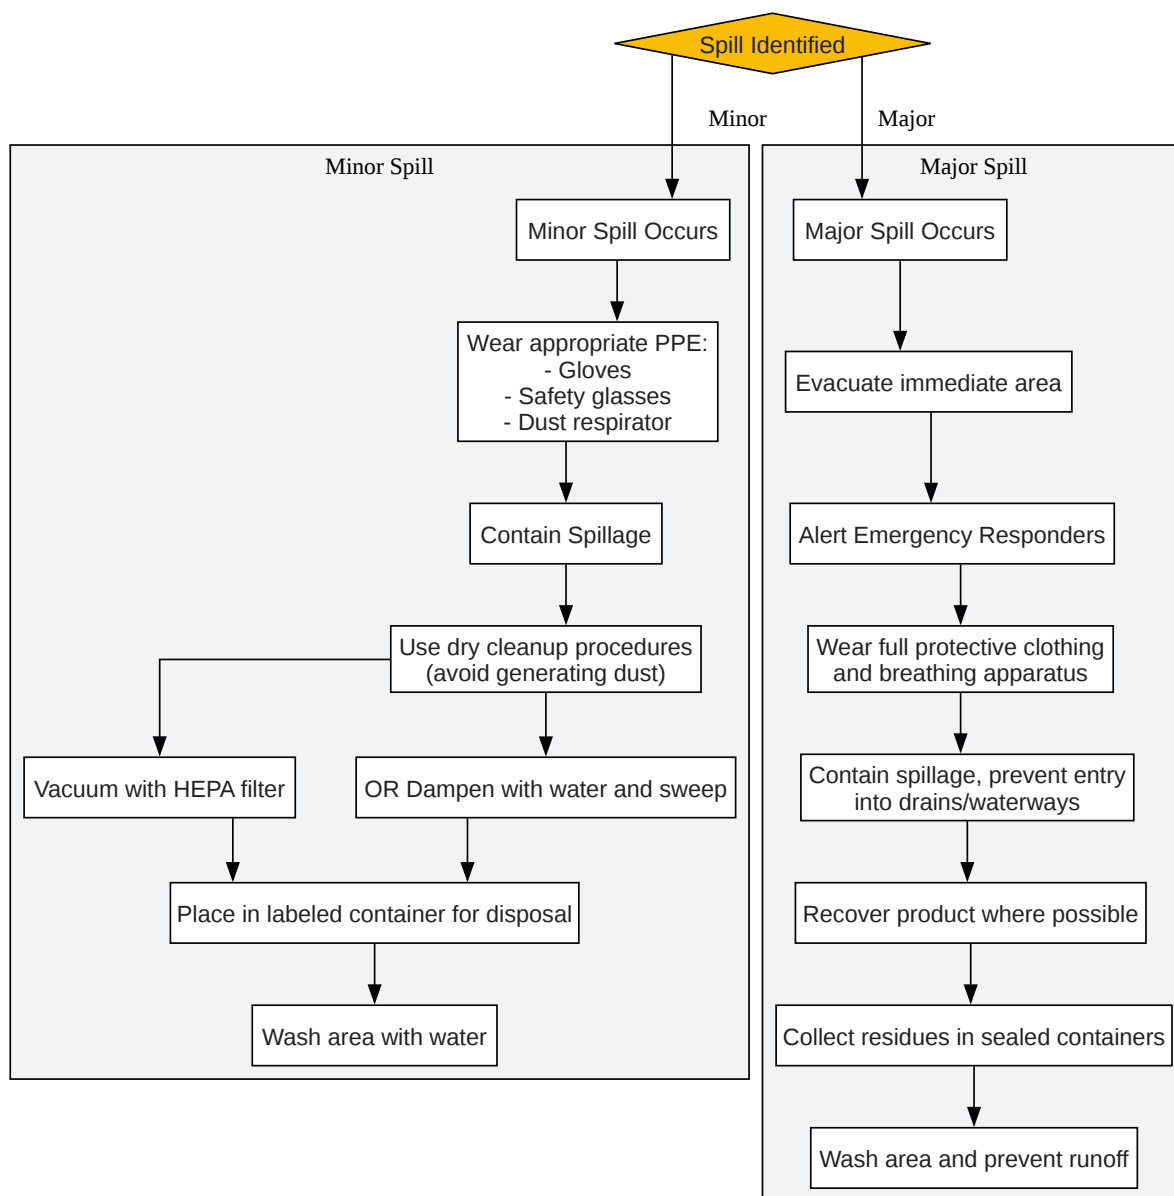 Spill Identified
Minor
Major
Minor Spill
Minor Spill Occurs
Wear appropriate PPE:
- Gloves
- Safety glasses
- Dust respirator
Contain Spillage
Use dry cleanup procedures
(avoid generating dust)
Vacuum with HEPA filter
OR Dampen with water and sweep
Place in labeled container for disposal
Wash area with water
Major Spill
Major Spill Occurs
Evacuate immediate area
Alert Emergency Responders
Wear full protective clothing
and breathing apparatus
Contain spillage, prevent entry
into drains/waterways
Recover product where possible
Collect residues in sealed containers
Wash area and prevent runoff